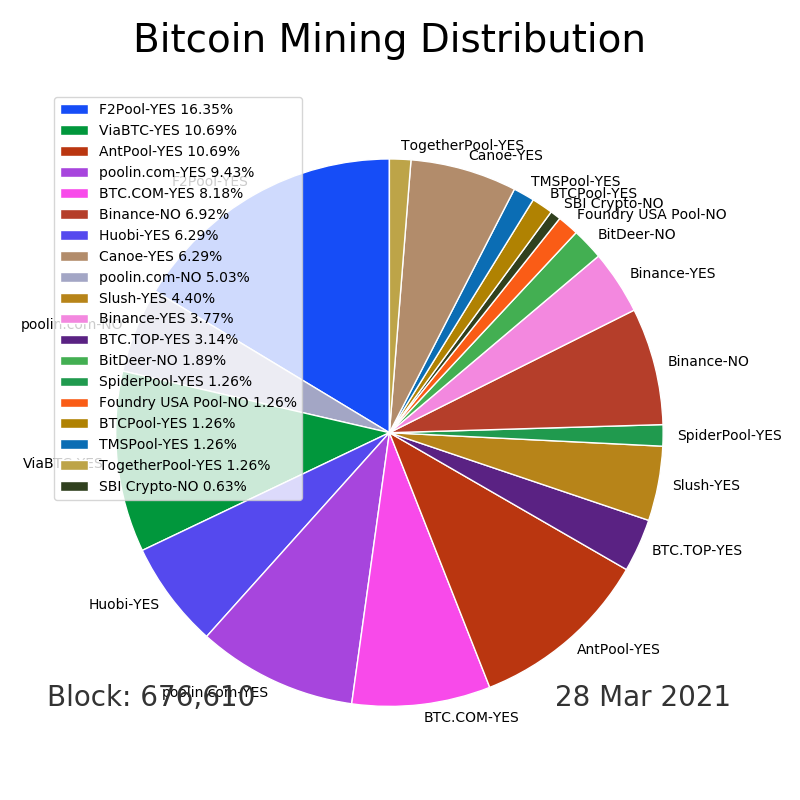 Bitcoin Mining Distribution
F2Pool-YES 16.35%
ViaBTC-YES 10.69%
AntPool-YES 10.69%
poolin.com-YES 9.43%
BTC.COM-YES 8.18%
Binance-NO 6.92%
Huobi-YES 6.29%
Canoe-YES 6.29%
poolin.com-NO 5.03%
Slush-YES 4.40%
Binance-YES 3.77%
BTC.TOP-YES 3.14%
BitDeer-NO 1.89%
SpiderPool-YES 1.26%
Foundry USA Pool-NO 1.26%
BTCPool-YES 1.26%
TMSPool-YES 1.26%
TogetherPool-YES 1.26%
SBI Crypto-NO 0.63%
TogetherPool-YES
Canoe-YES
TMSPool-YES
BTCPool-YES
SBI Crypto-NO
Foundry USA Pool-NO
BitDeer-NO
Binance-YES
Binance-NO
SpiderPool-YES
Slush-YES
BTC.TOP-YES
AntPool-YES
BTC.COM-YES
poolin.com-YES
Huobi-YES
ViaBTC-YES
poolin.com-NO
F2Pool-YES
Block: 676,610
28 Mar 2021